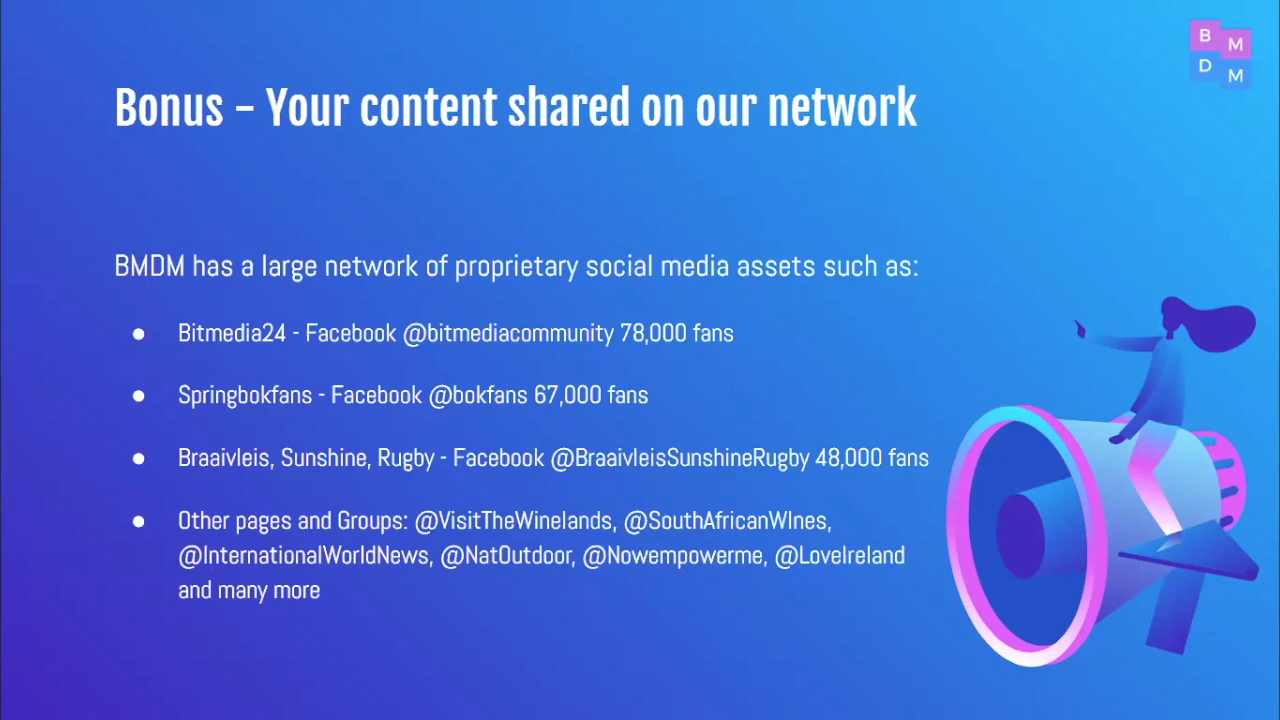 B M
D M
Bonus - Your content shared on our network
BMDM has a large network of proprietary social media assets such as:
● Bitmedia24 - Facebook @bitmediacommunity 78,000 fans
● Springbokfans - Facebook @bokfans 67,000 fans
● Braaivleis, Sunshine, Rugby - Facebook @BraaivleisSunshineRugby 48,000 fans
● Other pages and Groups: @VisitTheWinelands, @SouthAfricanWInes,
@InternationalWorldNews, @NatOutdoor, @Nowempowerme, @LoveIreland
and many more